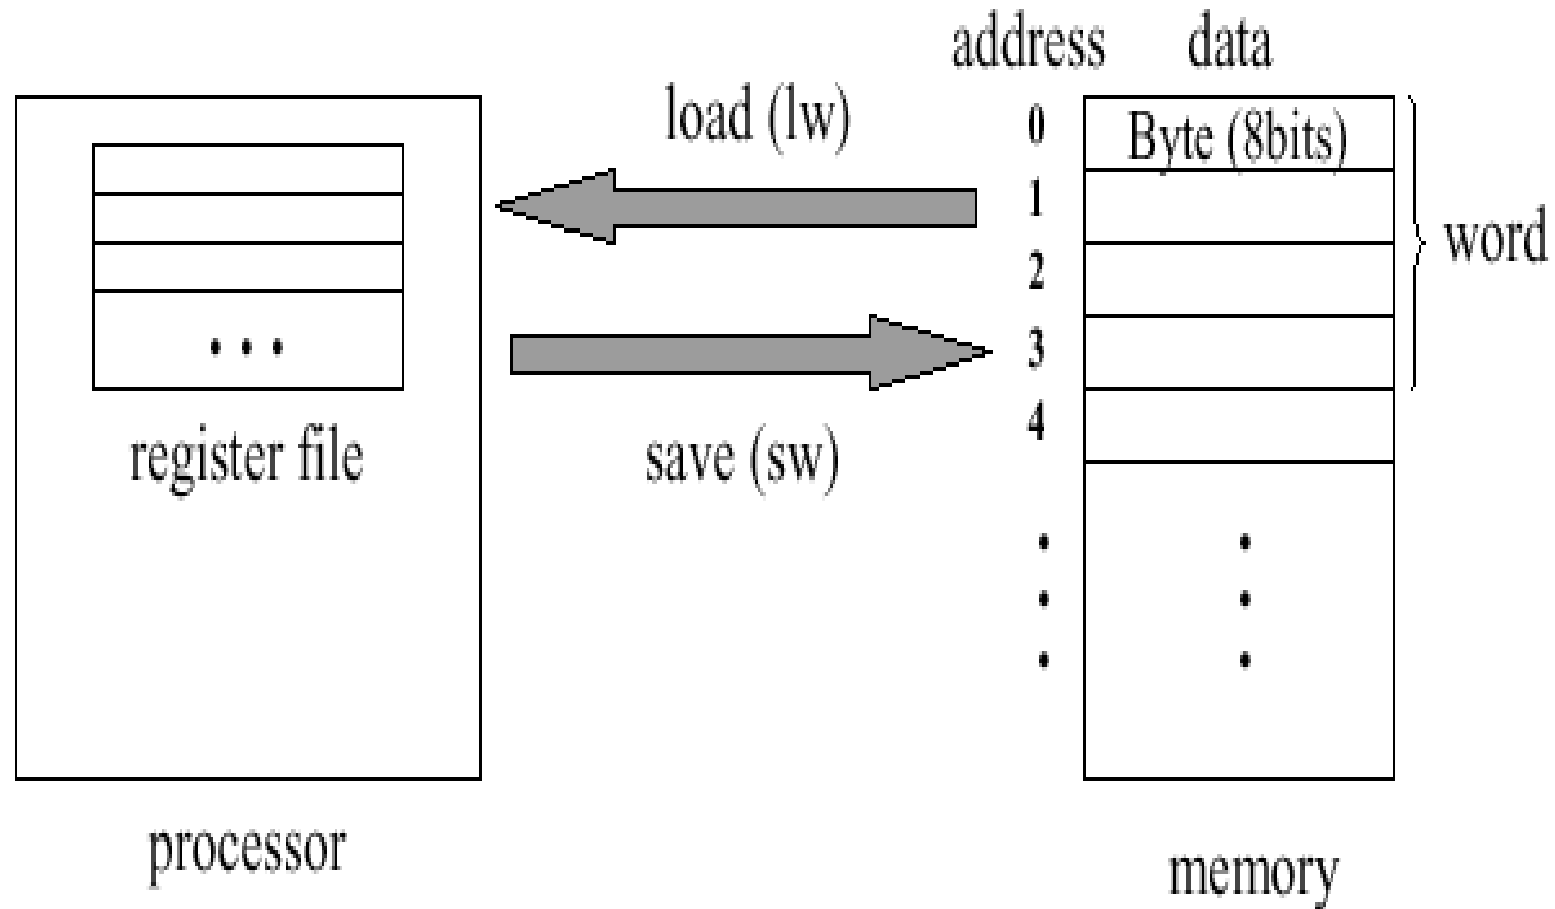 address data
load (lw)
0
Byte (8bits)
1
word
2
3
4
register file
save (sw)
processor
memory